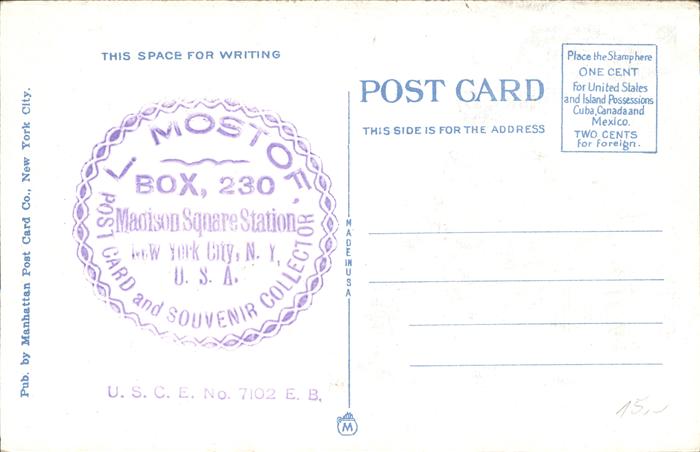 THIS SPACE FOR WRITING
Pub. by Manhattan Post Card Co., New York City.
L. MOSTOF,
BOX, 230
Madison Square Station
New York City, N. Y,
U. S. A.
POST CARD and SOUVENIR COLLECTOR
U. S. C. E. No. 7102 E. B.
MADE IN USA
M
POST CARD
THIS SIDE IS FOR THE ADDRESS
Place the Stamp here
ONE CENT
For United States
and Island Possessions
Cuba, Canada and
Mexico.
TWO CENTS
for foreign.
15,-